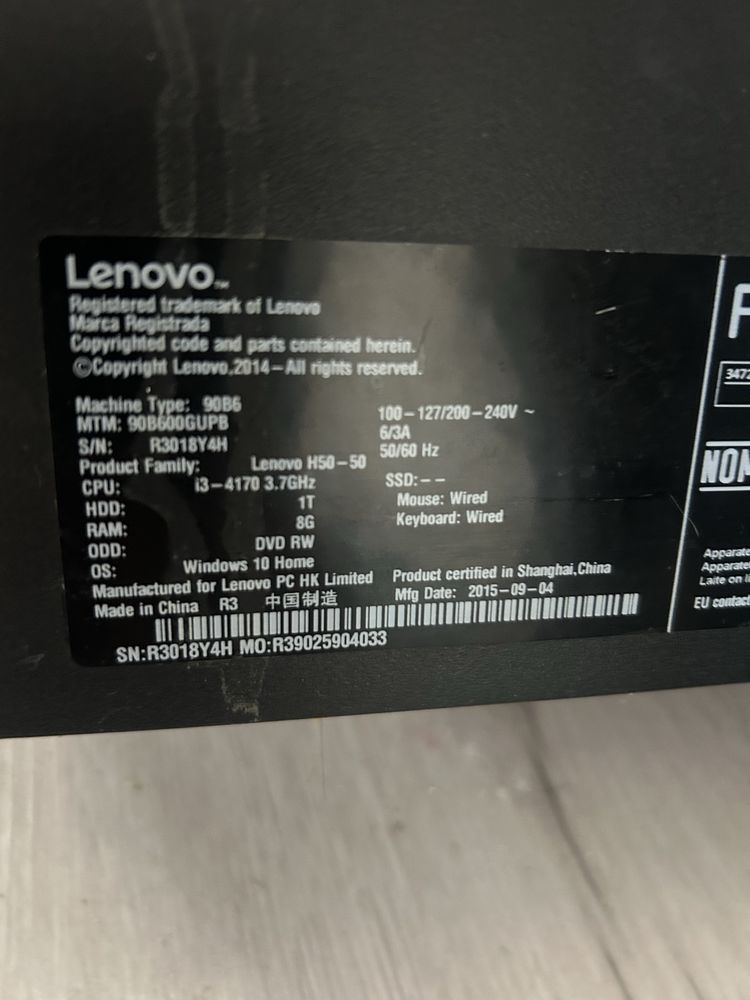 Lenovo™
Registered trademark of Lenovo
Marca Registrada
Copyrighted code and parts contained herein.
©Copyright Lenovo,2014—All rights reserved.
Machine Type: 90B6
MTM: 90B600GUPB
S/N: R3018Y4H
Product Family: Lenovo H50-50
CPU: i3-4170 3.7GHz
HDD: 1T
RAM: 8G
ODD: DVD RW
OS: Windows 10 Home
Manufactured for Lenovo PC HK Limited
Made in China R3 中国制造
100-127/200-240V ~
6/3A
50/60 Hz
SSD: --
Mouse: Wired
Keyboard: Wired
Product certified in Shanghai,China
Mfg Date: 2015-09-04
SN:R3018Y4H MO:R39025904033
3472
Laite on
EU contact